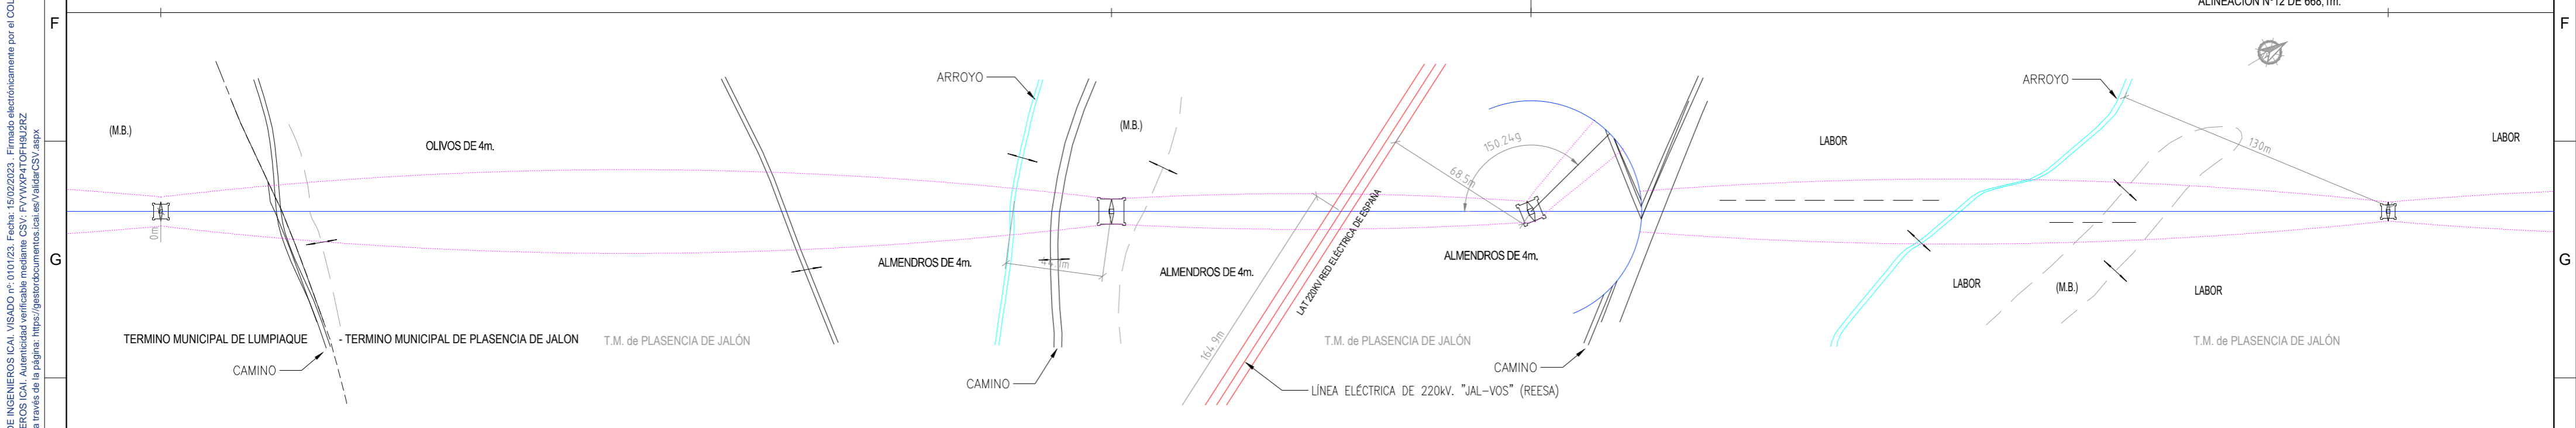 ALINEACIÓN Nº12 DE 668,1m.
F
F
DE INGENIEROS ICAI. VISADO nº: 0101/23. Fecha: 15/02/2023 . Firmado electrónicamente por el COL
EROS ICAI. Autenticidad verificable mediante CSV: FVYWXP4TOFH9U2RZ
a través de la página: https://gestordocumentos.icai.es/ValidarCSV.aspx
ARROYO
ARROYO
(M.B.)
(M.B.)
OLIVOS DE 4m.
150.24g
LABOR
130m
LABOR
68.5m
0m
LAT 220KV RED ELÉCTRICA DE ESPAÑA
G
G
ALMENDROS DE 4m.
ALMENDROS DE 4m.
ALMENDROS DE 4m.
LABOR
(M.B.)
LABOR
TERMINO MUNICIPAL DE LUMPIAQUE
- TERMINO MUNICIPAL DE PLASENCIA DE JALON
T.M. de PLASENCIA DE JALÓN
164.9m
T.M. de PLASENCIA DE JALÓN
T.M. de PLASENCIA DE JALÓN
CAMINO
CAMINO
CAMINO
LÍNEA ELÉCTRICA DE 220kV. "JAL-VOS" (REESA)